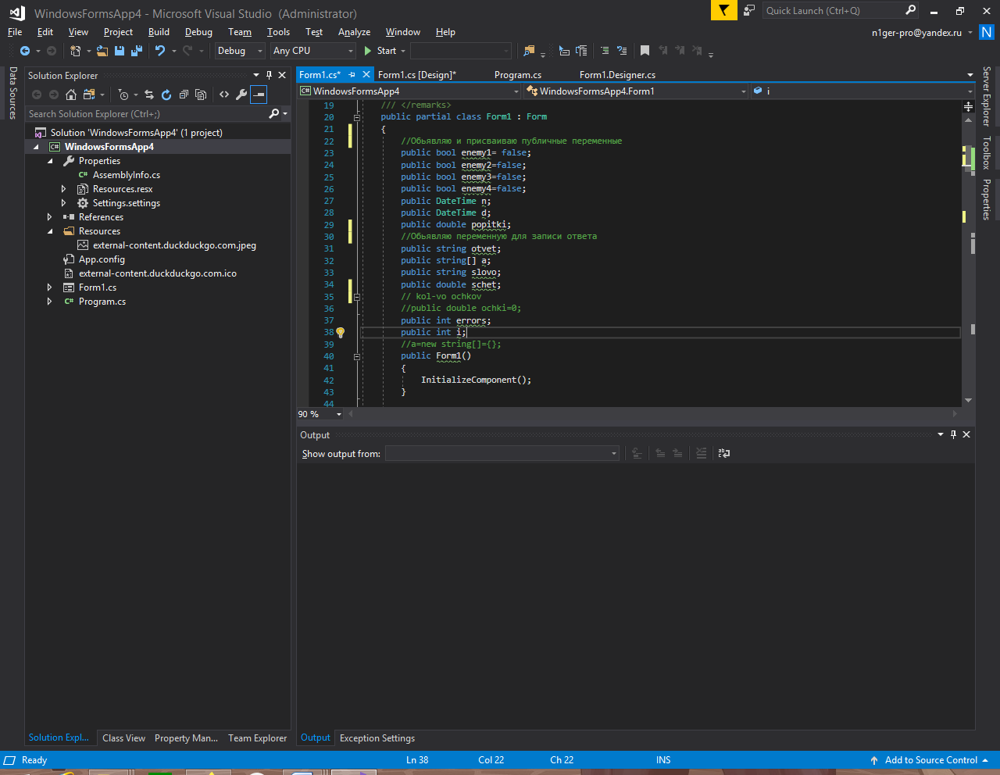 WindowsFormsApp4 - Microsoft Visual Studio (Administrator)
Quick Launch (Ctrl+Q)
File Edit View Project Build Debug Team Tools Test Analyze Window Help
n1ger-pro@yandex.ru N
Debug Any CPU Start
Data Sources
Solution Explorer
Search Solution Explorer (Ctrl+;)
Solution 'WindowsFormsApp4' (1 project)
C# WindowsFormsApp4
Properties
C# AssemblyInfo.cs
Resources.resx
Settings.settings
References
Resources
external-content.duckduckgo.com.jpeg
App.config
external-content.duckduckgo.com.ico
Form1.cs
C# Program.cs
Solution Expl... Class View Property Man... Team Explorer
Form1.cs* Form1.cs [Design]* Program.cs Form1.Designer.cs
C# WindowsFormsApp4 WindowsFormsApp4.Form1 i
19 /// </remarks>
20 public partial class Form1 : Form
21 {
22 //Обьявляю и присваиваю публичные переменные
23 public bool enemy1= false;
24 public bool enemy2=false;
25 public bool enemy3=false;
26 public bool enemy4=false;
27 public DateTime n;
28 public DateTime d;
29 public double popitki;
30 //Обьявляю переменную для записи ответа
31 public string otvet;
32 public string[] a;
33 public string slovo;
34 public double schet;
35 // kol-vo ochkov
36 //public double ochki=0;
37 public int errors;
38 public int i;
39 //a=new string[]={};
40 public Form1()
41 {
42 InitializeComponent();
43 }
44
90 %
Output
Show output from:
Output Exception Settings
Server Explorer
Toolbox
Properties
Ready Ln 38 Col 22 Ch 22 INS Add to Source Control